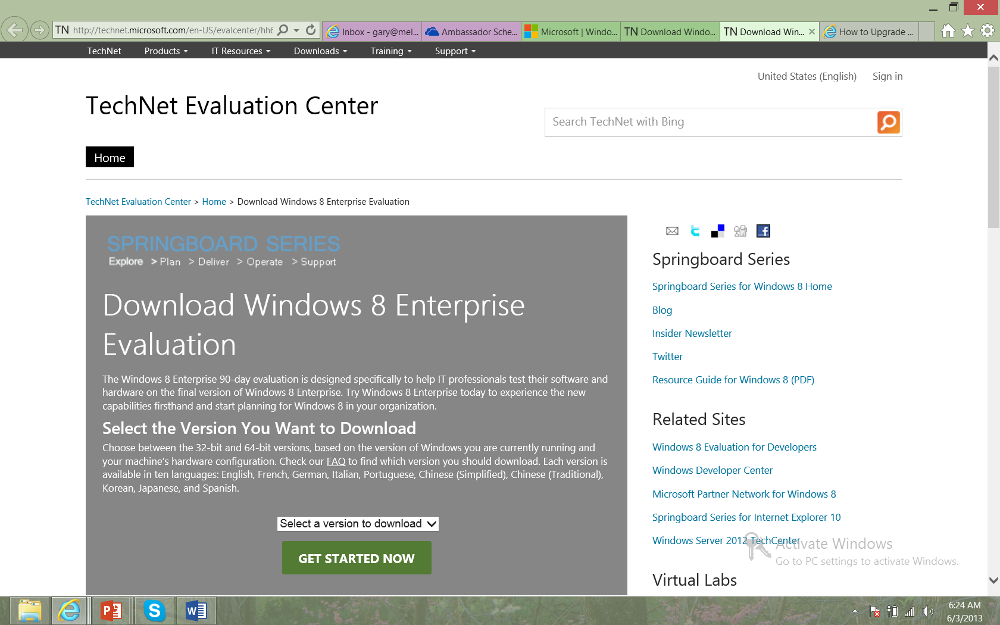 TN http://technet.microsoft.com/en-US/evalcenter/hh6
Inbox - gary@mel...
Ambassador Sche...
Microsoft | Windo...
TN Download Windo...
TN Download Win...
How to Upgrade ...
TechNet Products IT Resources Downloads Training Support
United States (English) Sign in
TechNet Evaluation Center
Search TechNet with Bing
Home
TechNet Evaluation Center > Home > Download Windows 8 Enterprise Evaluation
SPRINGBOARD SERIES
Explore > Plan > Deliver > Operate > Support
Download Windows 8 Enterprise
Evaluation
The Windows 8 Enterprise 90-day evaluation is designed specifically to help IT professionals test their software and
hardware on the final version of Windows 8 Enterprise. Try Windows 8 Enterprise today to experience the new
capabilities firsthand and start planning for Windows 8 in your organization.
Select the Version You Want to Download
Choose between the 32-bit and 64-bit versions, based on the version of Windows you are currently running and
your machine's hardware configuration. Check our FAQ to find which version you should download. Each version is
available in ten languages: English, French, German, Italian, Portuguese, Chinese (Simplified), Chinese (Traditional),
Korean, Japanese, and Spanish.
Select a version to download
GET STARTED NOW
Springboard Series
Springboard Series for Windows 8 Home
Blog
Insider Newsletter
Twitter
Resource Guide for Windows 8 (PDF)
Related Sites
Windows 8 Evaluation for Developers
Windows Developer Center
Microsoft Partner Network for Windows 8
Springboard Series for Internet Explorer 10
Windows Server 2012 TechCenter
Activate Windows
Go to PC settings to activate Windows.
Virtual Labs
6:24 AM
6/3/2013